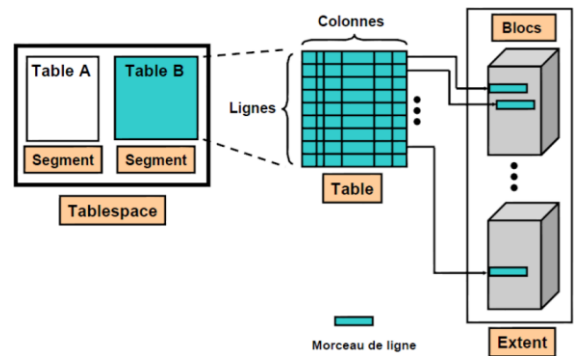 Colonnes
Blocs
Table A
Table B
Lignes
Segment
Segment
Table
Tablespace
Morceau de ligne
Extent